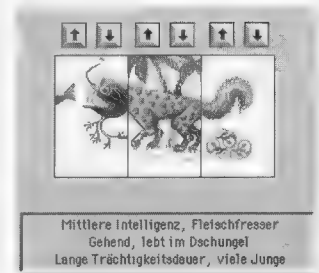 Mittlere Intelligenz, Fleischfresser
Gehend, lebt im Dschungel
Lange Trächtigkeitsdauer, viele Junge